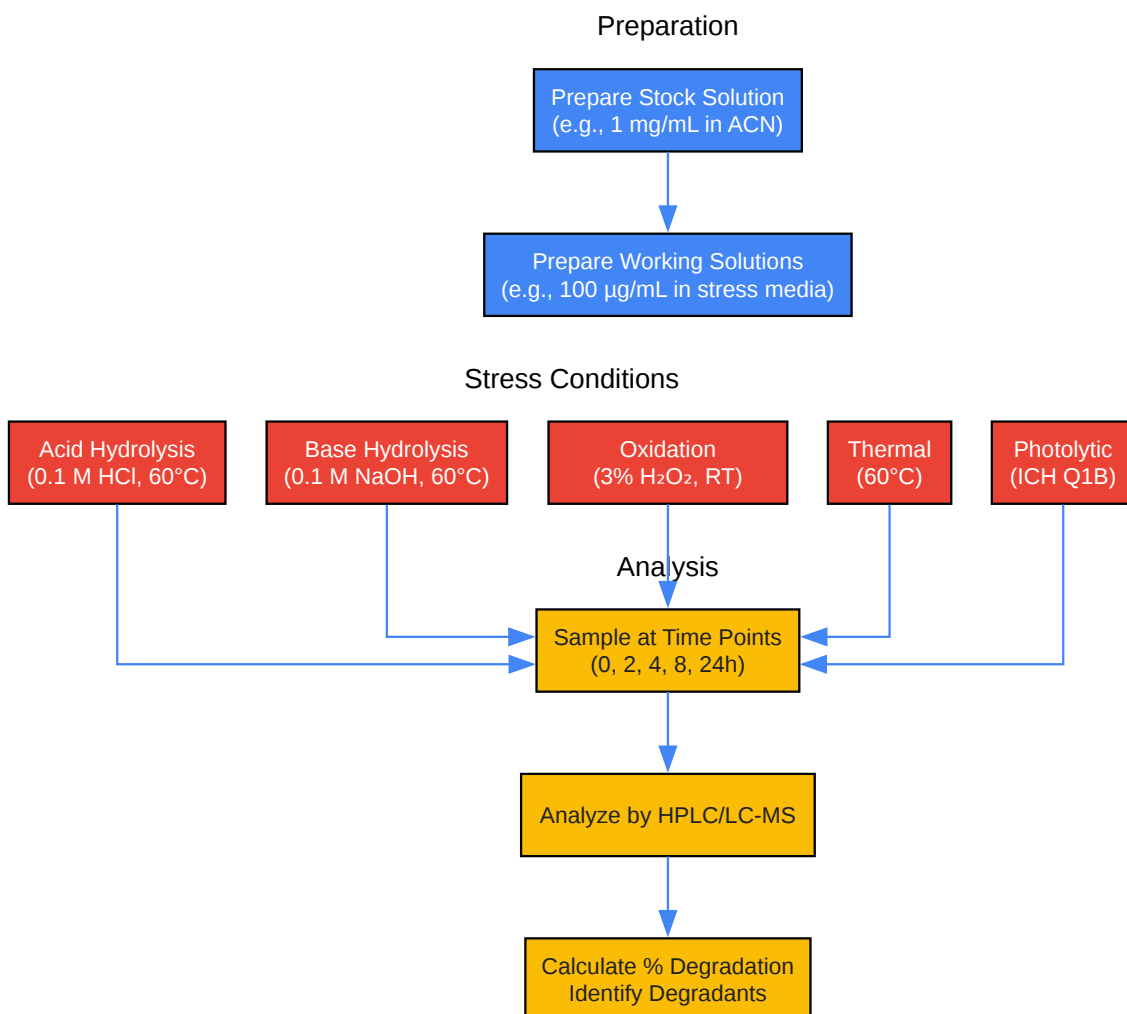 Preparation
Prepare Stock Solution
(e.g., 1 mg/mL in ACN)
Prepare Working Solutions
(e.g., 100 µg/mL in stress media)
Stress Conditions
Acid Hydrolysis
(0.1 M HCl, 60°C)
Base Hydrolysis
(0.1 M NaOH, 60°C)
Oxidation
(3% H₂O₂, RT)
Thermal
(60°C)
Photolytic
(ICH Q1B)
Analysis
Sample at Time Points
(0, 2, 4, 8, 24h)
Analyze by HPLC/LC-MS
Calculate % Degradation
Identify Degradants